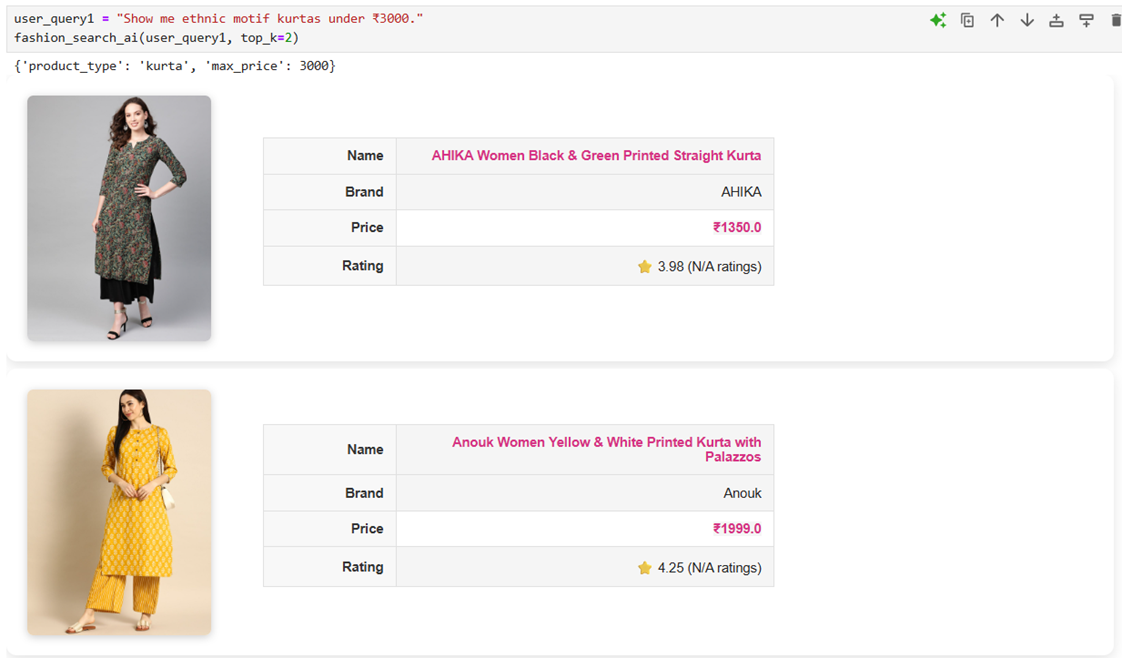 user_query1 = "Show me ethnic motif kurtas under ₹3000."
fashion_search_ai(user_query1, top_k=2)
{'product_type': 'kurta', 'max_price': 3000}
Name AHIKA Women Black & Green Printed Straight Kurta
Brand AHIKA
Price ₹1350.0
Rating ⭐ 3.98 (N/A ratings)
Name Anouk Women Yellow & White Printed Kurta with
Palazzos
Brand Anouk
Price ₹1999.0
Rating ⭐ 4.25 (N/A ratings)